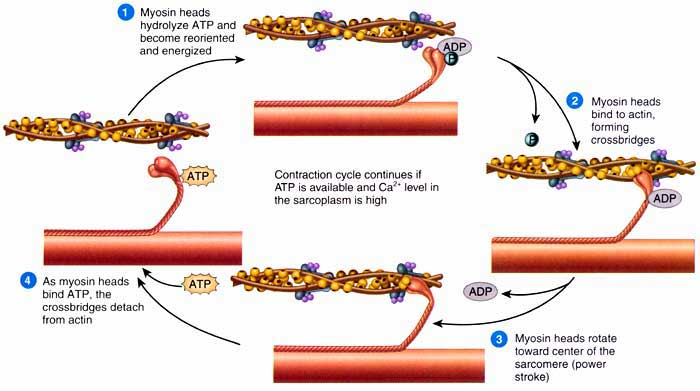 1 Myosin heads
hydrolyze ATP and
become reoriented
and energized
ADP
P
2 Myosin heads
bind to actin,
forming
crossbridges
P
ADP
Contraction cycle continues if
ATP is available and Ca2+ level in
the sarcoplasm is high
ATP
ADP
3 Myosin heads rotate
toward center of the
sarcomere (power
stroke)
4 As myosin heads
bind ATP, the
crossbridges detach
from actin
ATP